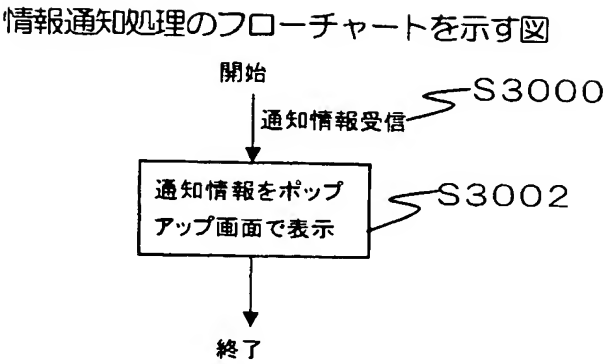 情報通知処理のフローチャートを示す図
開始
通知情報受信
S3000
通知情報をポップ
アップ画面で表示
S3002
終了